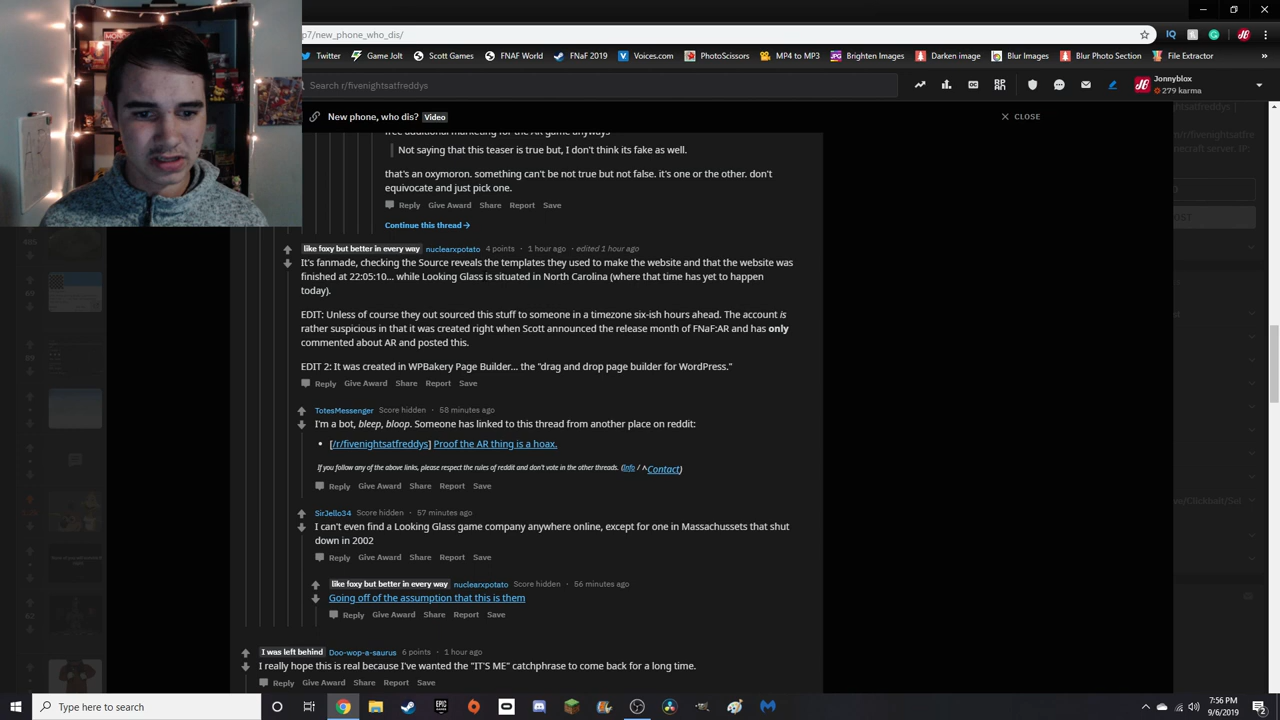 MONO
p7/new_phone_who_dis/
Twitter Game Jolt Scott Games FNAF World FNaF 2019 Voices.com PhotoScissors MP4 to MP3 Brighten Images Darken image Blur Images Blur Photo File Extractor
Search r/fivenightsatfreddys
Jonnyblox
279 karma
New phone, who dis? Video
CLOSE
free additional marketing for the AR game anyways
Not saying that this teaser is true but, I don't think its fake as well.
that's an oxymoron. something can't be not true but not false. it's one or the other. don't
equivocate and just pick one.
Reply Give Award Share Report Save
Continue this thread
like foxy but better in every way nuclearxpotato 4 points · 1 hour ago · edited 1 hour ago
It's fanmade, checking the Source reveals the templates they used to make the website and that the website was
finished at 22:05:10... while Looking Glass is situated in North Carolina (where that time has yet to happen
today).
EDIT: Unless of course they out sourced this stuff to someone in a timezone six-ish hours ahead. The account is
rather suspicious in that it was created right when Scott announced the release month of FNaF:AR and has only
commented about AR and posted this.
EDIT 2: It was created in WPBakery Page Builder... the "drag and drop page builder for WordPress."
Reply Give Award Share Report Save
TotesMessenger Score hidden · 58 minutes ago
I'm a bot, bleep, bloop. Someone has linked to this thread from another place on reddit:
• [/r/fivenightsatfreddys] Proof the AR thing is a hoax.
If you follow any of the above links, please respect the rules of reddit and don't vote in the other threads. (Info / ^Contact)
Reply Give Award Share Report Save
SirJello34 Score hidden · 57 minutes ago
I can't even find a Looking Glass game company anywhere online, except for one in Massachussets that shut
down in 2002
Reply Give Award Share Report Save
like foxy but better in every way nuclearxpotato Score hidden · 56 minutes ago
Going off of the assumption that this is them
Reply Give Award Share Report Save
I was left behind Doo-wop-a-saurus 6 points · 1 hour ago
I really hope this is real because I've wanted the "IT'S ME" catchphrase to come back for a long time.
Reply Give Award Share Report Save
Type here to search
7:56 PM
9/6/2019